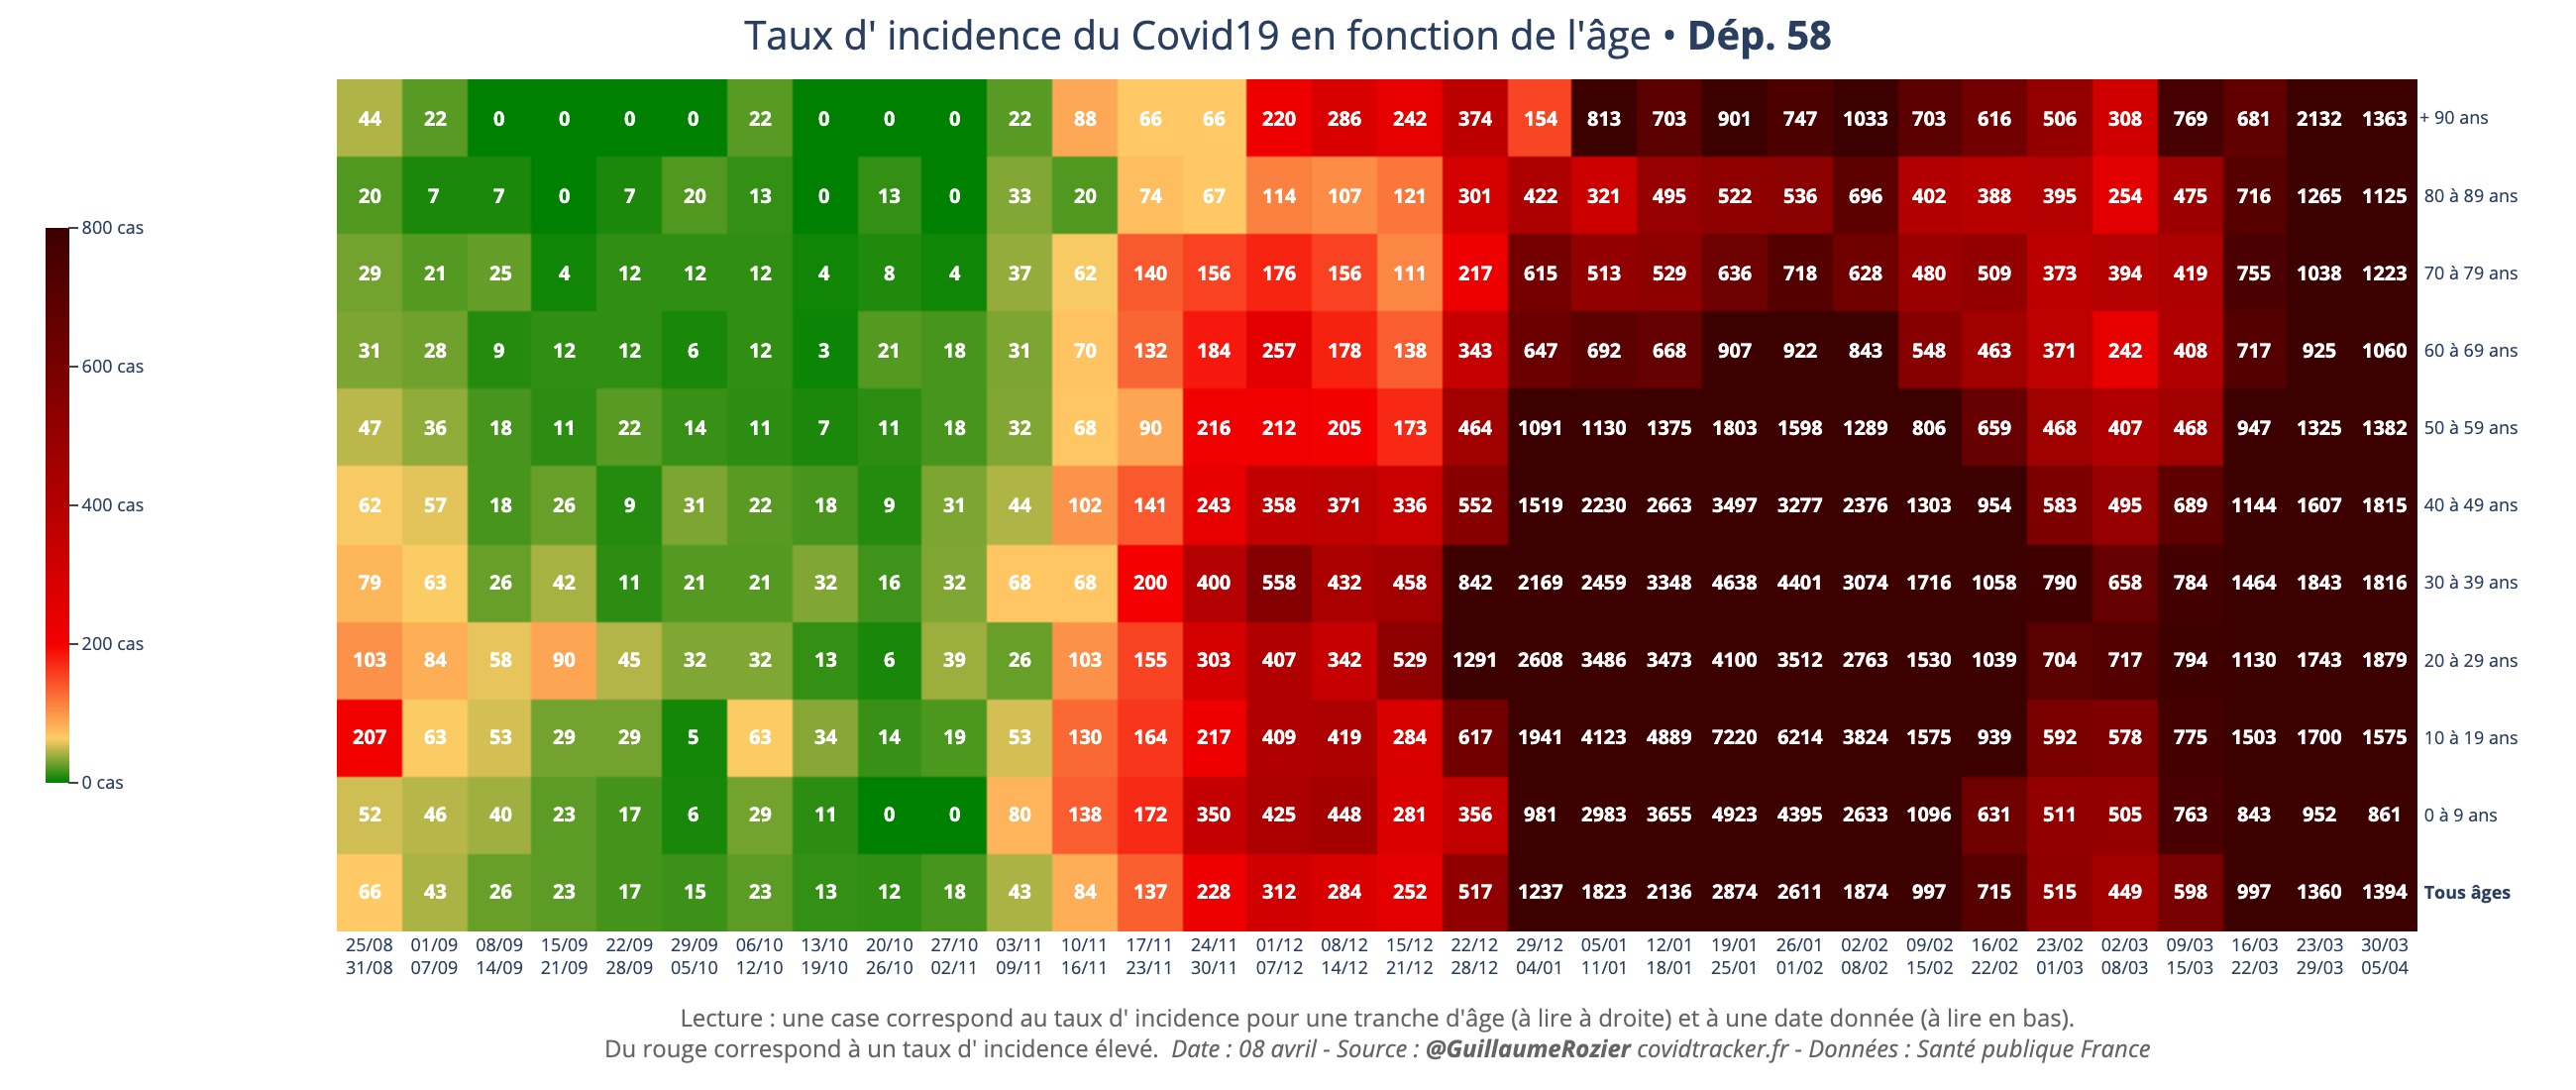 Taux d' incidence du Covid19 en fonction de l'âge • Dép. 58
800 cas
600 cas
400 cas
200 cas
0 cas
44 22 0 0 0 0 22 0 0 0 22 88 66 66 220 286 242 374 154 813 703 901 747 1033 703 616 506 308 769 681 2132 1363 + 90 ans
20 7 7 0 7 20 13 0 13 0 33 20 74 67 114 107 121 301 422 321 495 522 536 696 402 388 395 254 475 716 1265 1125 80 à 89 ans
29 21 25 4 12 12 12 4 8 4 37 62 140 156 176 156 111 217 615 513 529 636 718 628 480 509 373 394 419 755 1038 1223 70 à 79 ans
31 28 9 12 12 6 12 3 21 18 31 70 132 184 257 178 138 343 647 692 668 907 922 843 548 463 371 242 408 717 925 1060 60 à 69 ans
47 36 18 11 22 14 11 7 11 18 32 68 90 216 212 205 173 464 1091 1130 1375 1803 1598 1289 806 659 468 407 468 947 1325 1382 50 à 59 ans
62 57 18 26 9 31 22 18 9 31 44 102 141 243 358 371 336 552 1519 2230 2663 3497 3277 2376 1303 954 583 495 689 1144 1607 1815 40 à 49 ans
79 63 26 42 11 21 21 32 16 32 68 68 200 400 558 432 458 842 2169 2459 3348 4638 4401 3074 1716 1058 790 658 784 1464 1843 1816 30 à 39 ans
103 84 58 90 45 32 32 13 6 39 26 103 155 303 407 342 529 1291 2608 3486 3473 4100 3512 2763 1530 1039 704 717 794 1130 1743 1879 20 à 29 ans
207 63 53 29 29 5 63 34 14 19 53 130 164 217 409 419 284 617 1941 4123 4889 7220 6214 3824 1575 939 592 578 775 1503 1700 1575 10 à 19 ans
52 46 40 23 17 6 29 11 0 0 80 138 172 350 425 448 281 356 981 2983 3655 4923 4395 2633 1096 631 511 505 763 843 952 861 0 à 9 ans
66 43 26 23 17 15 23 13 12 18 43 84 137 228 312 284 252 517 1237 1823 2136 2874 2611 1874 997 715 515 449 598 997 1360 1394 Tous âges
25/08 01/09 08/09 15/09 22/09 29/09 06/10 13/10 20/10 27/10 03/11 10/11 17/11 24/11 01/12 08/12 15/12 22/12 29/12 05/01 12/01 19/01 26/01 02/02 09/02 16/02 23/02 02/03 09/03 16/03 23/03 30/03
31/08 07/09 14/09 21/09 28/09 05/10 12/10 19/10 26/10 02/11 09/11 16/11 23/11 30/11 07/12 14/12 21/12 28/12 04/01 11/01 18/01 25/01 01/02 08/02 15/02 22/02 01/03 08/03 15/03 22/03 29/03 05/04
Lecture : une case correspond au taux d' incidence pour une tranche d'âge (à lire à droite) et à une date donnée (à lire en bas).
Du rouge correspond à un taux d' incidence élevé. Date : 08 avril - Source : @GuillaumeRozier covidtracker.fr - Données : Santé publique France